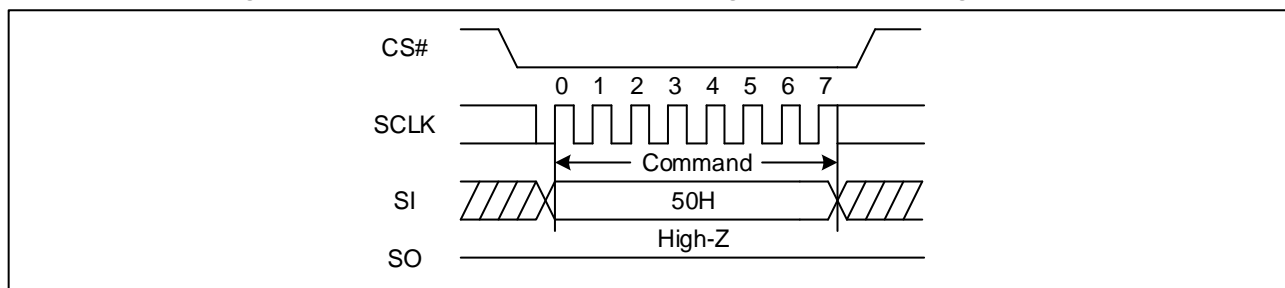 CS#
0 1 2 3 4 5 6 7
SCLK
Command
SI 50H
High-Z
SO